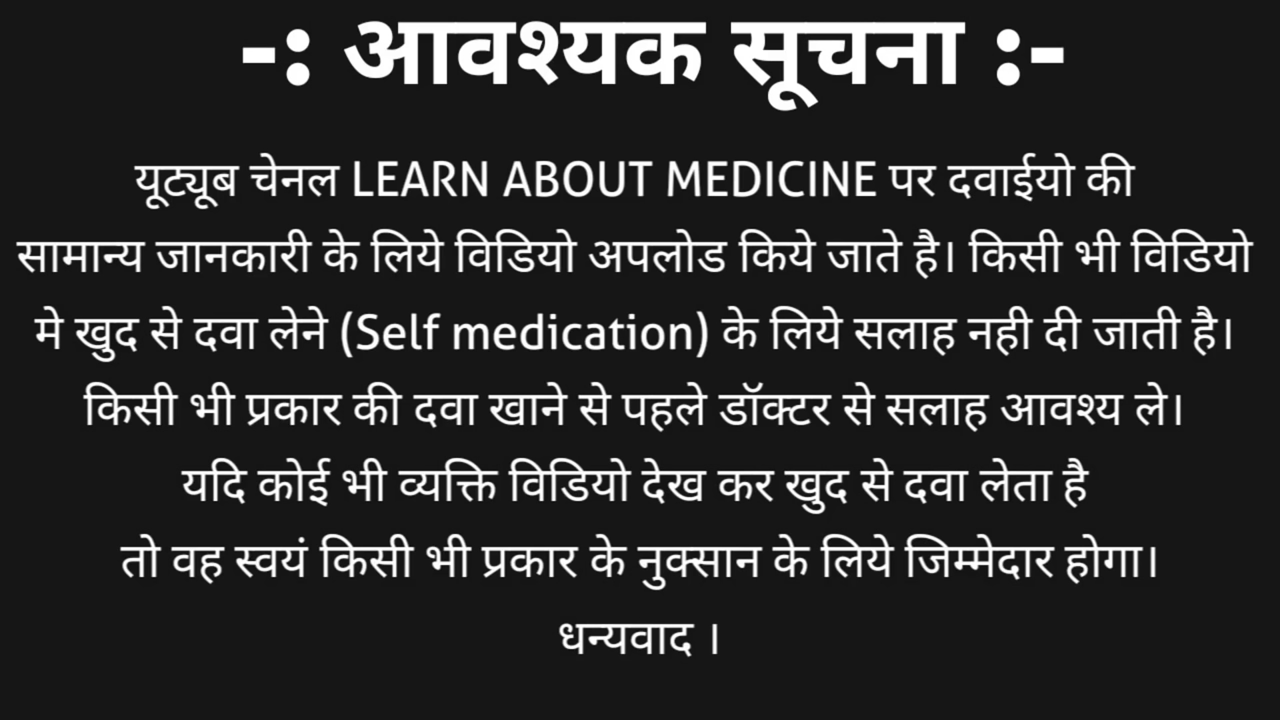 -: आवश्यक सूचना :-
यूट्यूब चेनल LEARN ABOUT MEDICINE पर दवाईयो की
सामान्य जानकारी के लिये विडियो अपलोड किये जाते है। किसी भी विडियो
मे खुद से दवा लेने (Self medication) के लिये सलाह नही दी जाती है।
किसी भी प्रकार की दवा खाने से पहले डॉक्टर से सलाह आवश्य ले।
यदि कोई भी व्यक्ति विडियो देख कर खुद से दवा लेता है
तो वह स्वयं किसी भी प्रकार के नुक्सान के लिये जिम्मेदार होगा।
धन्यवाद ।